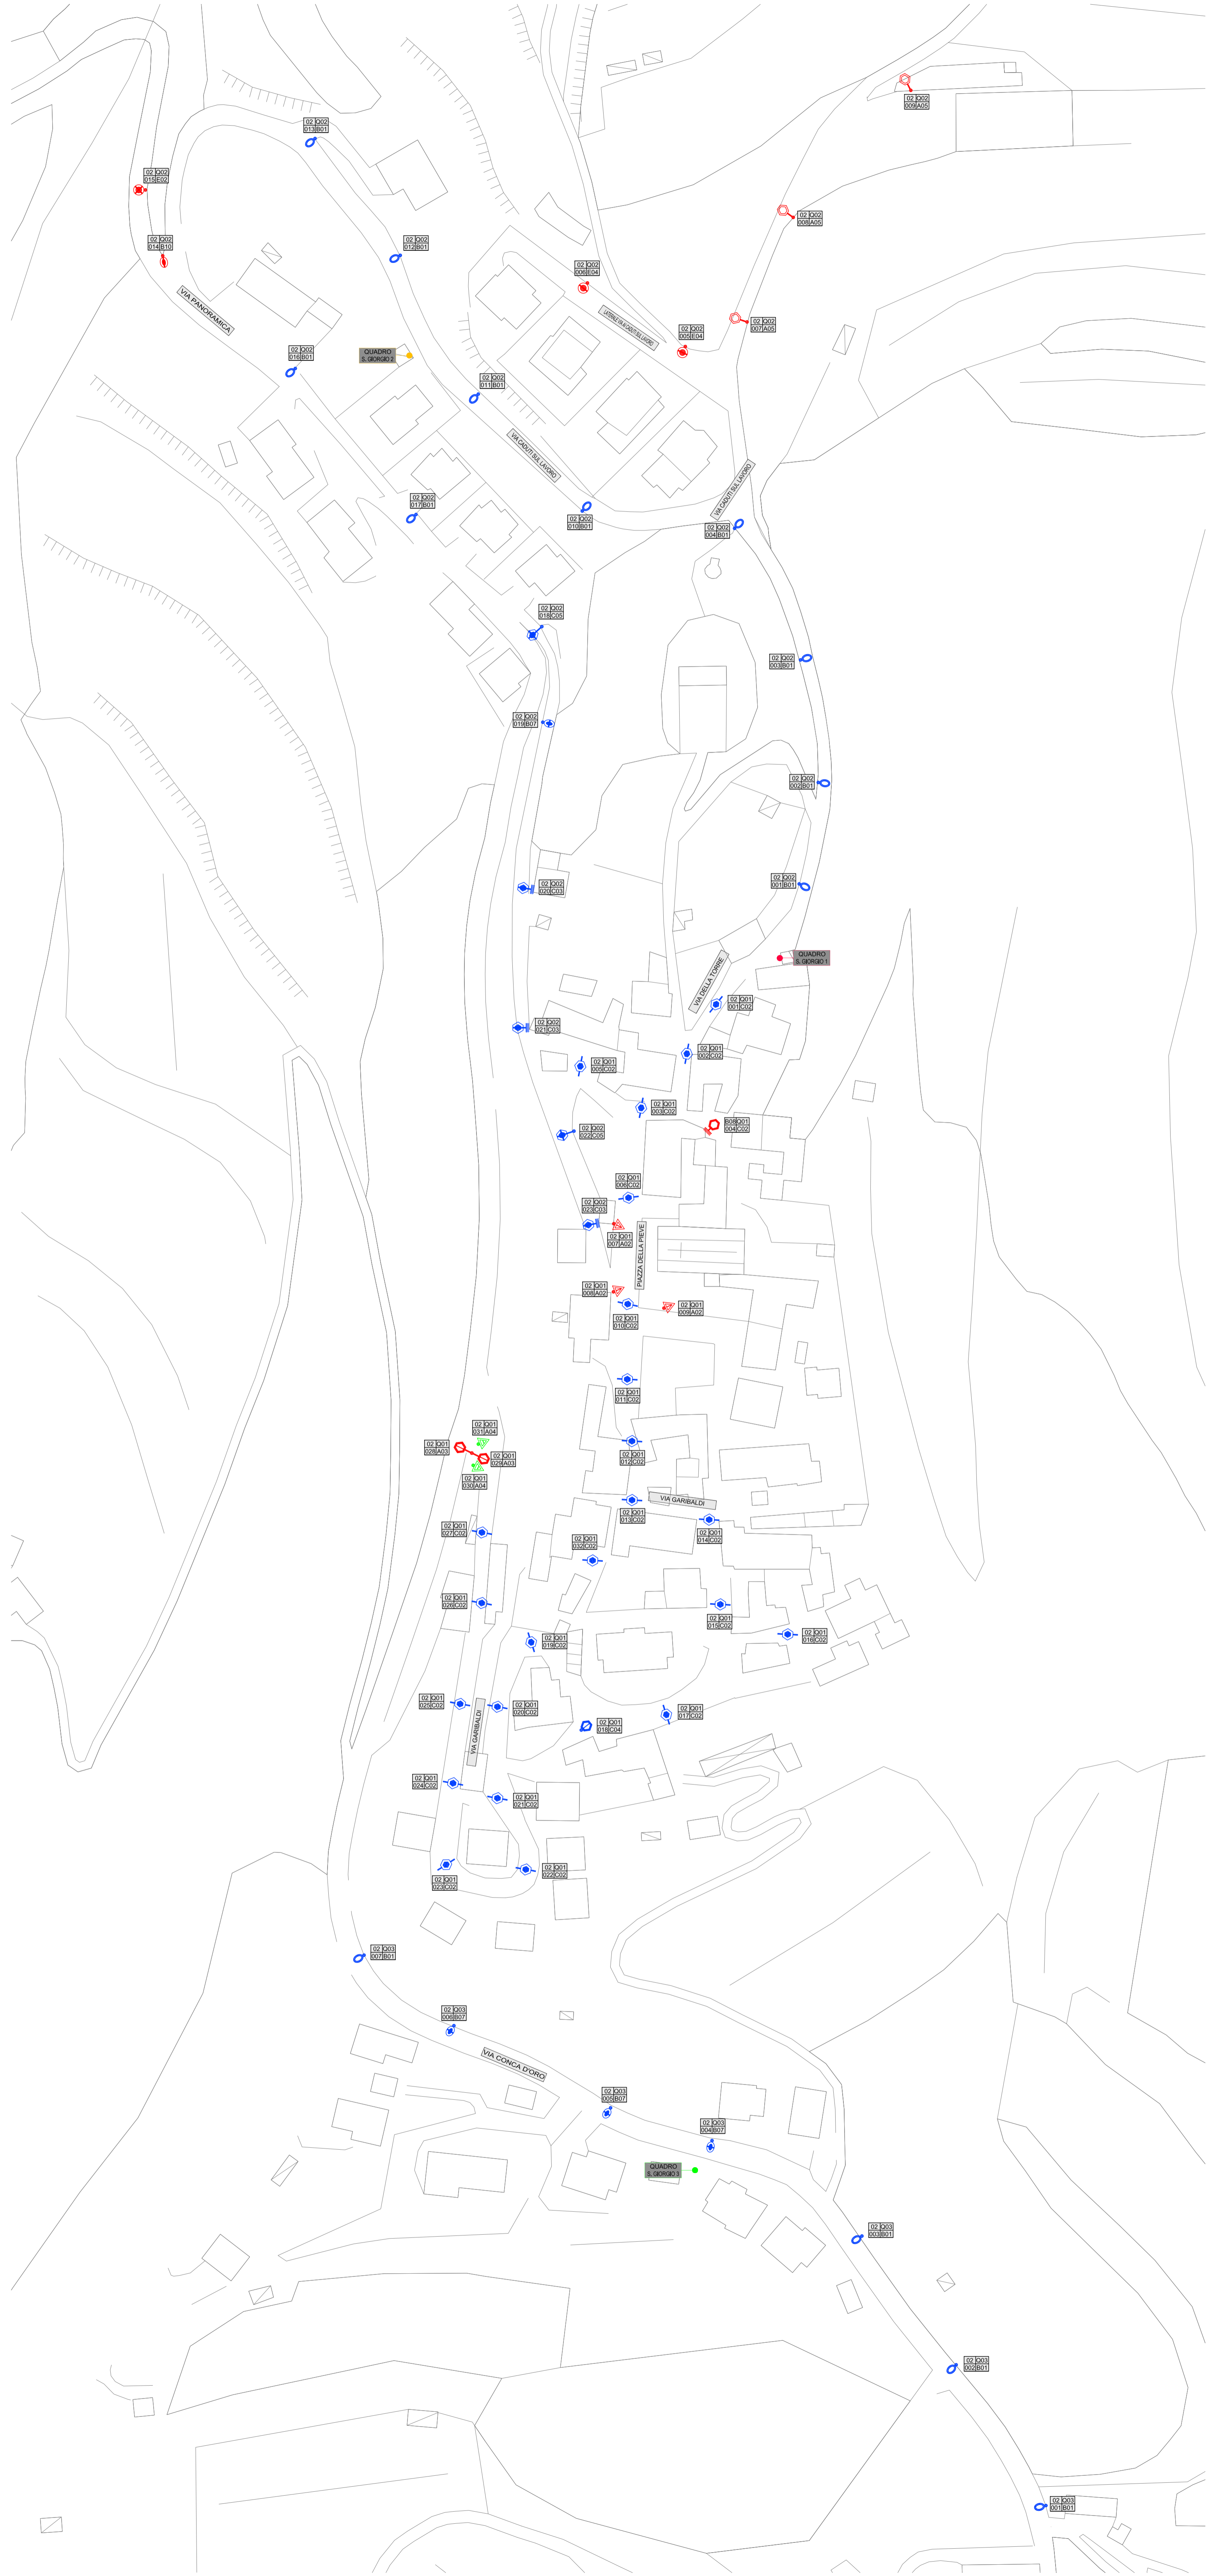 02 Q02
009 A05
02 Q02
013 B01
02 Q02
015 E02
02 Q02
008 A05
02 Q02
014 B10
02 Q02
012 B01
02 Q02
006 E04
VIA PANORAMICA
LATERALE VIA AI CADUTI SUL LAVORO
02 Q02
007 A05
02 Q02
005 E04
02 Q02
016 B01
QUADRO
S. GIORGIO 2
02 Q02
011 B01
VIA CADUTI SUL LAVORO
VIA CADUTI SUL LAVORO
02 Q02
017 B01
02 Q02
010 B01
02 Q02
004 B01
02 Q02
018 C05
02 Q02
003 B01
02 Q02
019 B07
02 Q02
002 B01
02 Q02
020 C03
02 Q02
001 B01
QUADRO
S. GIORGIO 1
VIA DELLA TORRE
02 Q01
001 C02
02 Q02
021 C03
02 Q01
002 C02
02 Q01
005 C02
02 Q01
003 C02
B08 Q01
004 C02
02 Q02
022 C05
02 Q01
006 C02
02 Q02
023 C03
02 Q01
007 A02
PIAZZA DELLA PIEVE
02 Q01
008 A02
02 Q01
009 A02
02 Q01
010 C02
02 Q01
011 C02
02 Q01
031 A04
02 Q01
028 A03
02 Q01
029 A03
02 Q01
012 C02
02 Q01
030 A04
VIA GARIBALDI
02 Q01
013 C02
02 Q01
027 C02
02 Q01
014 C02
02 Q01
032 C02
02 Q01
026 C02
02 Q01
015 C02
02 Q01
019 C02
02 Q01
016 C02
02 Q01
025 C02
02 Q01
020 C02
02 Q01
017 C02
02 Q01
018 C04
VIA GARIBALDI
02 Q01
024 C02
02 Q01
021 C02
02 Q01
022 C02
02 Q01
023 C02
02 Q03
007 B01
02 Q03
006 B07
VIA CONCA D'ORO
02 Q03
005 B07
02 Q03
004 B07
QUADRO
S. GIORGIO 3
02 Q03
003 B01
02 Q03
002 B01
02 Q03
001 B01